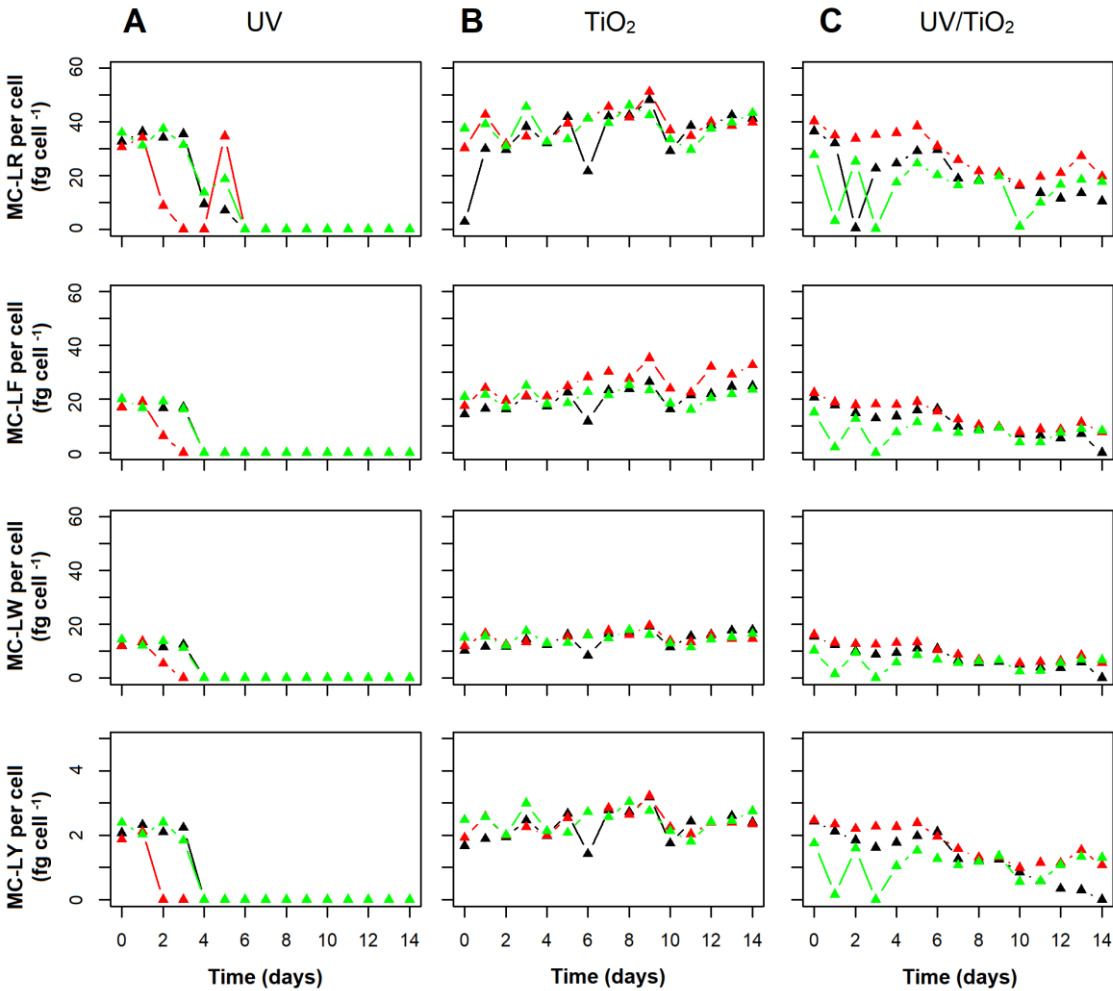 A UV B TiO₂ C UV/TiO₂
MC-LR per cell
(fg cell ⁻¹)
0 20 40 60
MC-LF per cell
(fg cell ⁻¹)
0 20 40 60
MC-LW per cell
(fg cell ⁻¹)
0 20 40 60
MC-LY per cell
(fg cell ⁻¹)
0 2 4
0 2 4 6 8 10 12 14 0 2 4 6 8 10 12 14 0 2 4 6 8 10 12 14
Time (days) Time (days) Time (days)